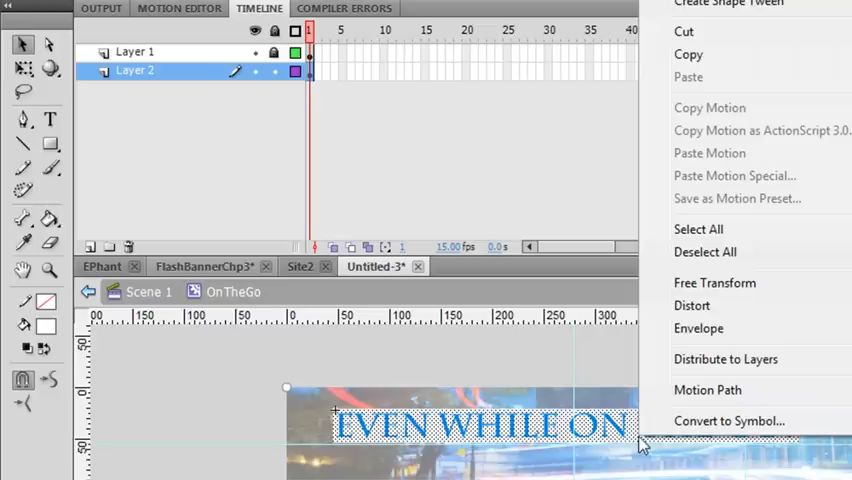 OUTPUT MOTION EDITOR TIMELINE COMPILER ERRORS
Create Shape Tween
1 5 10 15 20 25 30 35 40
Layer 1
Layer 2
Cut
Copy
Paste
Copy Motion
Copy Motion as ActionScript 3.0.
Paste Motion
Paste Motion Special...
Save as Motion Preset...
Select All
Deselect All
1 15.00 fps 0.0 s
EPhant FlashBannerChp3* Site2 Untitled-3*
Scene 1 OnTheGo
Free Transform
Distort
Envelope
00 150 100 50 0 50 100 150 200 250 300
50
0
50
Distribute to Layers
Motion Path
Convert to Symbol...
EVEN WHILE ON